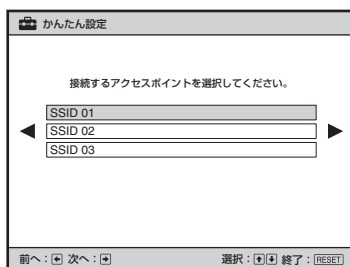 かんたん設定
接続するアクセスポイントを選択してください。
SSID 01
SSID 02
SSID 03
前へ：← 次へ：→ 選択：↑↓ 終了：RESET